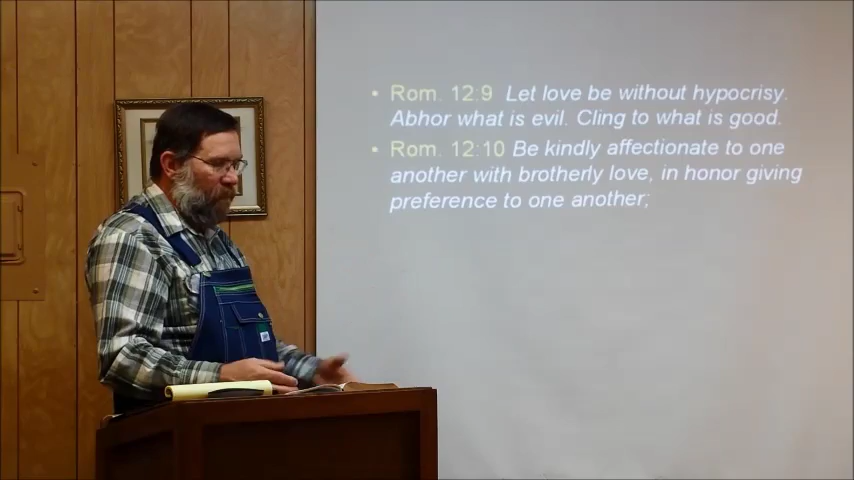 • Rom. 12:9 Let love be without hypocrisy.
Abhor what is evil. Cling to what is good.
• Rom. 12:10 Be kindly affectionate to one
another with brotherly love, in honor giving
preference to one another;